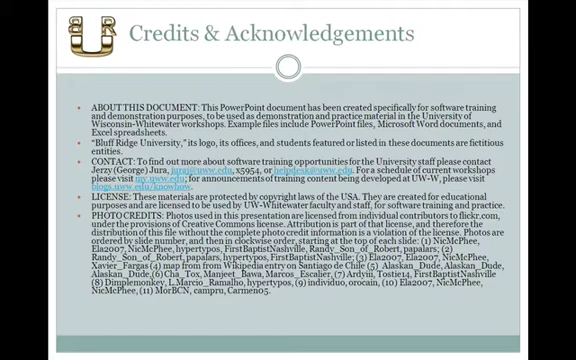 BUR
Credits & Acknowledgements
ABOUT THIS DOCUMENT: This PowerPoint document has been created specifically for software training
and demonstration purposes, to be used as demonstration and practice material in the University of
Wisconsin-Whitewater workshops. Example files include PowerPoint files, Microsoft Word documents, and
Excel spreadsheets.
"Bluff Ridge University," its logo, its offices, and students featured or listed in these documents are fictitious
entities.
CONTACT: To find out more about software training opportunities for the University staff please contact
Jerzy (George) Jura, juraj@uww.edu, x5954, or helpdesk@uww.edu. For a schedule of current workshops
please visit my.uww.edu; for announcements of training content being developed at UW-W, please visit
blogs.uww.edu/knowhow.
LICENSE: These materials are protected by copyright laws of the USA. They are created for educational
purposes and are licensed to be used by UW-Whitewater faculty and staff, for software training or practice.
PHOTO CREDITS: Photos used in this presentation are licensed from individual contributors to flickr.com,
under the provisions of Creative Commons license. Attribution is part of that license, and therefore the
distribution of this file without the complete photo credit information is a violation of the license. Photos are
ordered by slide number, and then in clockwise order, starting at the top of each slide: (1) NicMcPhee,
Ela2007, NicMcPhee, hypertypos, FirstBaptistNashville, Randy_son_of_Robert, papalars; (2)
Randy_Son_of_Robert, papalars, hypertypos, FirstBaptistNashville; (3) Ela2007, Ela2007, NicMcPhee,
Xavier_Fargas (4) map from from Wikipedia entry on Santiago de Chile (5) Alaskan_Dude, Alaskan_Dude,
Alaskan_Dude,(6) Cha_Tox, Manjeet_Bawa, Marcos_Escalier, (7) Ardyiii, Tostie14, FirstBaptistNashville
(8) Dimplemonkey, L.Marcio_Ramalho, hypertypos, (9) individuo, orocain, (10) Ela2007, NicMcPhee,
NicMcPhee, (11) MorBCN, campru, Carmen05.